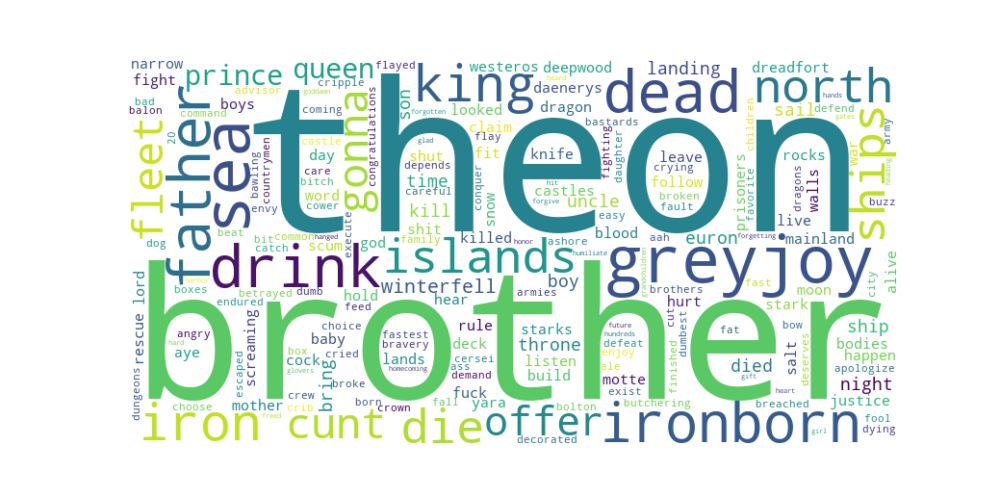 narrow
prince
queen
flayed
king
westeros
deepwood
landing
dreadfort
north
fight
advisor
cripple
goddamn
heard
daenerys
dead
hands
bad
boys
coming
son
looked
forgotten
dragon
bastards
children
sail
defend
gates
balon
command
father
gonna
congratulations
theon
claim
army
fleet
20
sea
castle
day
shut
glad
fit
knife
fighting
daughter
leave
war
ships
countrymen
bawling
care
bitch
word
depends
time
careful
conquer
castles
crying
follow
prisoners
favorite
rocks
dragons
walls
envy
cower
kill
snow
hit
forgive
uncle
easy
broken
fault
live
buzz
dog
beat
bit
common
execute
shit
family
honor
ashore
blood
aah
euron
forgetting
mainland
catch
scum
hanged
god
killed
islands
humiliate
greyjoy
drink
boxes
betrayed
dumb
hold
winterfell
boy
brothers
grandchildren
fast
moon
city
alive
rescue
lord
endured
feed
hear
armies
hurt
cut
stark
brother
angry
screaming
choice
fastest
rule
future
hundreds
dumbest
fat
bow
salt
deserves
ship
aye
box
baby
bravery
deck
starks
defeat
enjoy
bodies
hard
cock
cried
lands
cersei
throne
listen
ale
finished
died
happen
escaped
homecoming
ass
build
motte
gift
apologize
dungeons
glovers
mother
bring
broke
demand
fuck
exist
heart
night
choose
crib
crew
born
crown
fall
yara
bolton
butchering
breached
justice
iron
freed
cunt
die
offer
decorated
ironborn
girl
fool
dying